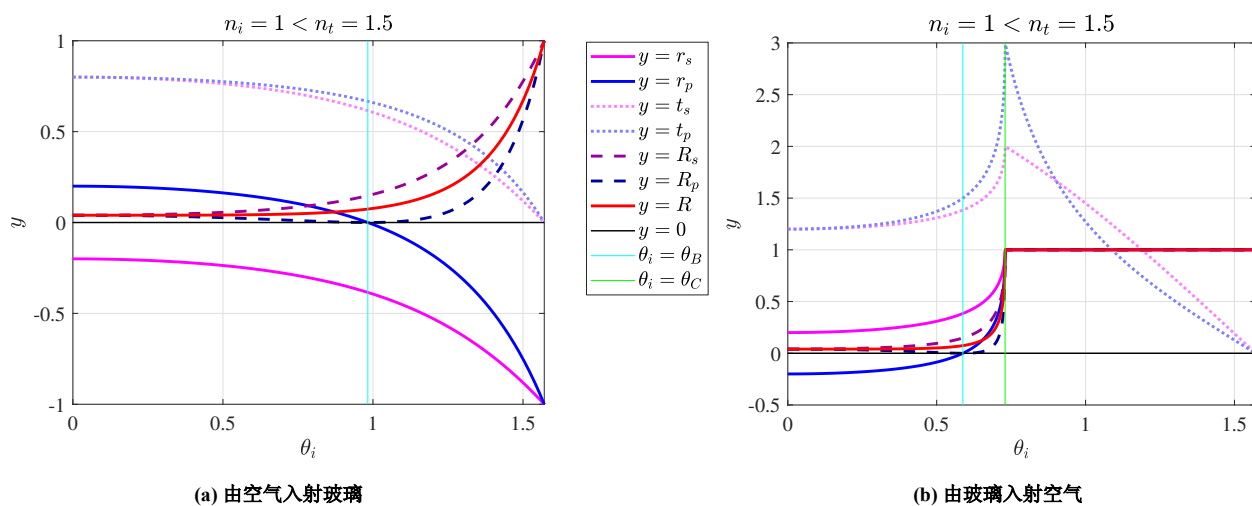 n_i = 1 < n_t = 1.5
1
0.5
0
-0.5
-1
y
0
0.5
1
1.5
θ_i
(a) 由空气入射玻璃
y = r_s
y = r_p
y = t_s
y = t_p
y = R_s
y = R_p
y = R
y = 0
θ_i = θ_B
θ_i = θ_C
n_i = 1 < n_t = 1.5
3
2.5
2
1.5
1
0.5
0
-0.5
y
0
0.5
1
1.5
θ_i
(b) 由玻璃入射空气